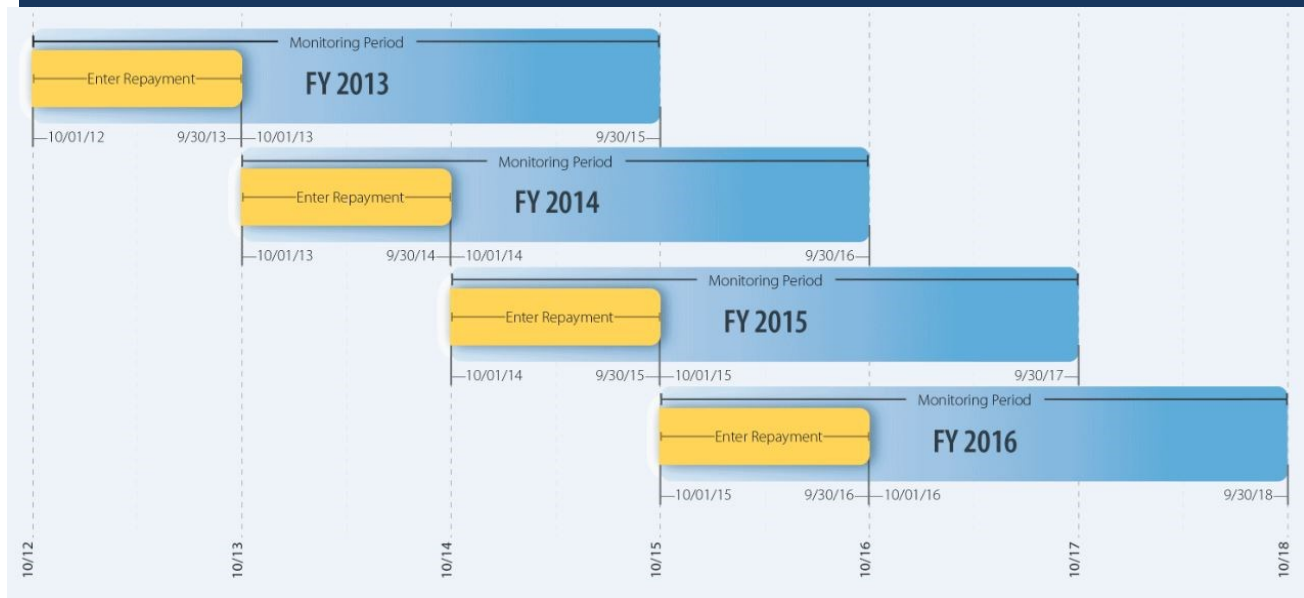 Monitoring Period
Enter Repayment
FY 2013
10/01/12 9/30/13 10/01/13 9/30/15
Monitoring Period
Enter Repayment
FY 2014
10/01/13 9/30/14 10/01/14 9/30/16
Monitoring Period
Enter Repayment
FY 2015
10/01/14 9/30/15 10/01/15 9/30/17
Monitoring Period
Enter Repayment
FY 2016
10/01/15 9/30/16 10/01/16 9/30/18
10/12
10/13
10/14
10/15
10/16
10/17
10/18